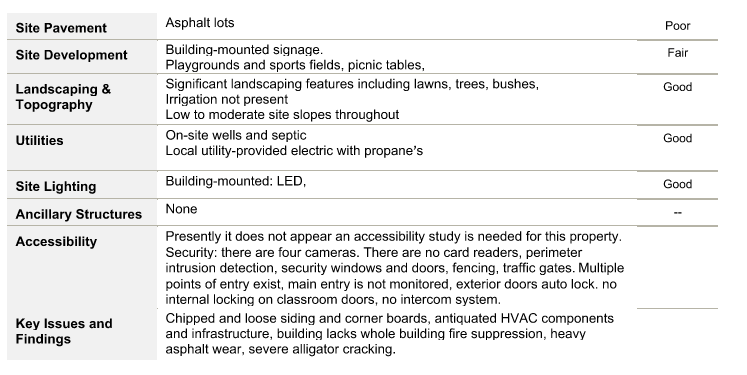 Site Pavement Asphalt lots Poor
Site Development Building-mounted signage. Fair
Playgrounds and sports fields, picnic tables,
Landscaping & Significant landscaping features including lawns, trees, bushes, Good
Topography Irrigation not present
Low to moderate site slopes throughout
Utilities On-site wells and septic Good
Local utility-provided electric with propane's
Site Lighting Building-mounted: LED, Good
Ancillary Structures None --
Accessibility Presently it does not appear an accessibility study is needed for this property.
Security: there are four cameras. There are no card readers, perimeter
intrusion detection, security windows and doors, fencing, traffic gates. Multiple
points of entry exist, main entry is not monitored, exterior doors auto lock. no
internal locking on classroom doors, no intercom system.
Key Issues and Chipped and loose siding and corner boards, antiquated HVAC components
Findings and infrastructure, building lacks whole building fire suppression, heavy
asphalt wear, severe alligator cracking.